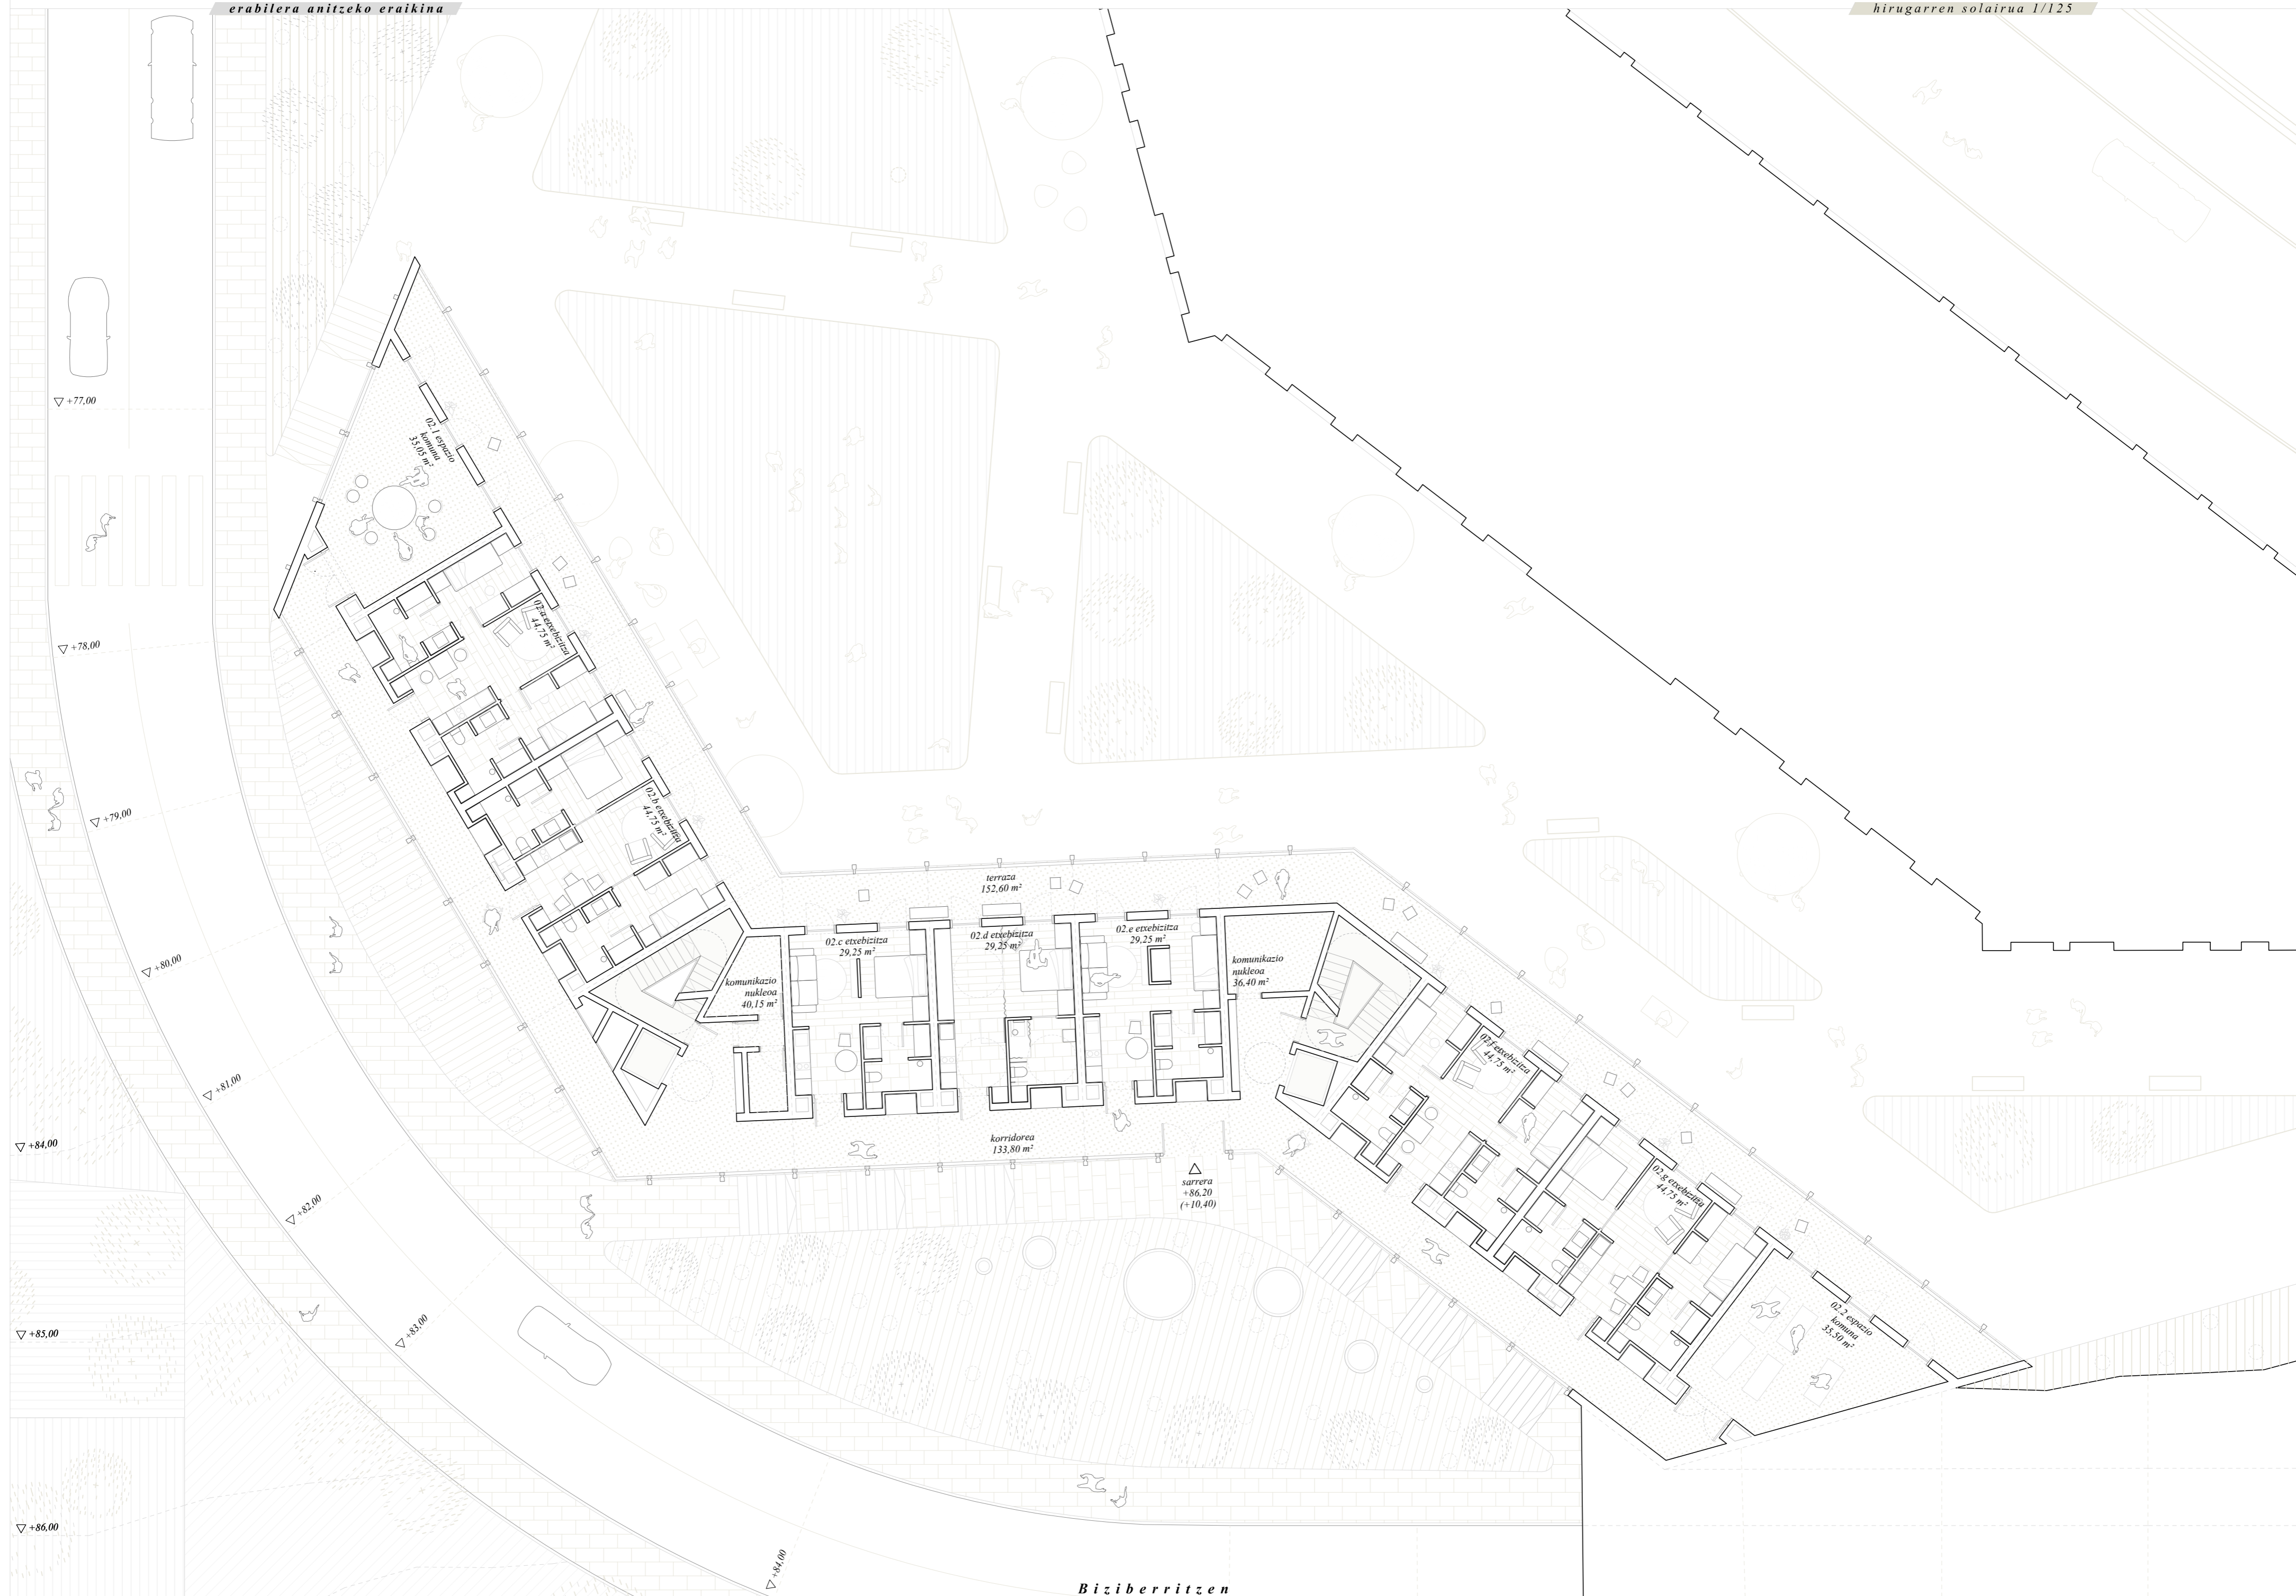 erabilera anitzeko eraikina
hirugarren solairua 1/125
+77,00
02.1 espazio
komuna
35,05 m²
02.a etxebizitza
44,75 m²
+78,00
02.b etxebizitza
44,75 m²
+79,00
terraza
152,60 m²
02.c etxebizitza
29,25 m²
02.d etxebizitza
29,25 m²
02.e etxebizitza
29,25 m²
+80,00
komunikazio
nukleoa
40,15 m²
komunikazio
nukleoa
36,40 m²
02.f etxebizitza
44,75 m²
+81,00
+84,00
korridorea
133,80 m²
sarrera
+86,20
(+10,40)
02.g etxebizitza
44,75 m²
+82,00
+83,00
+85,00
02.2 espazio
komuna
35,50 m²
+86,00
+84,00
Biziberritzen